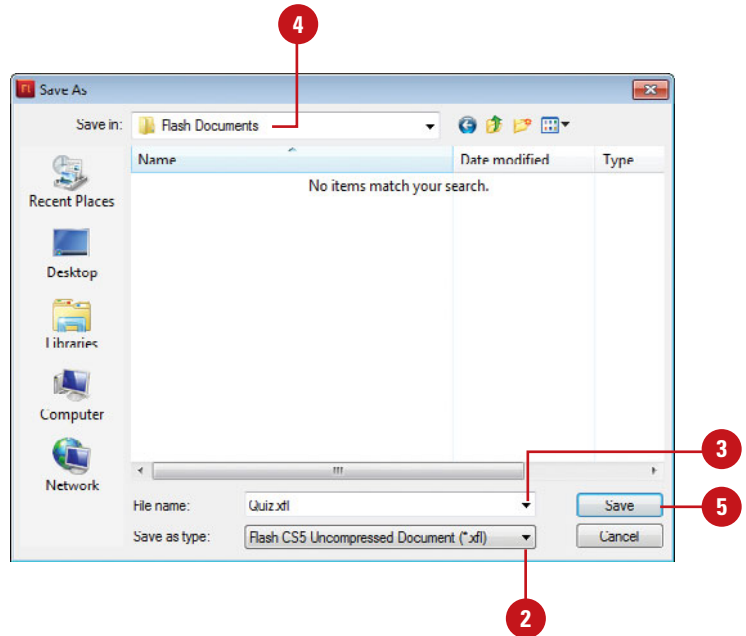 4
FL Save As
Save in: Flash Documents
Name Date modified Type
No items match your search.
Recent Places
Desktop
Libraries
Computer
Network
3
File name: Quiz.xfl Save
5
Save as type: Flash CS5 Uncompressed Document (*.xfl) Cancel
2